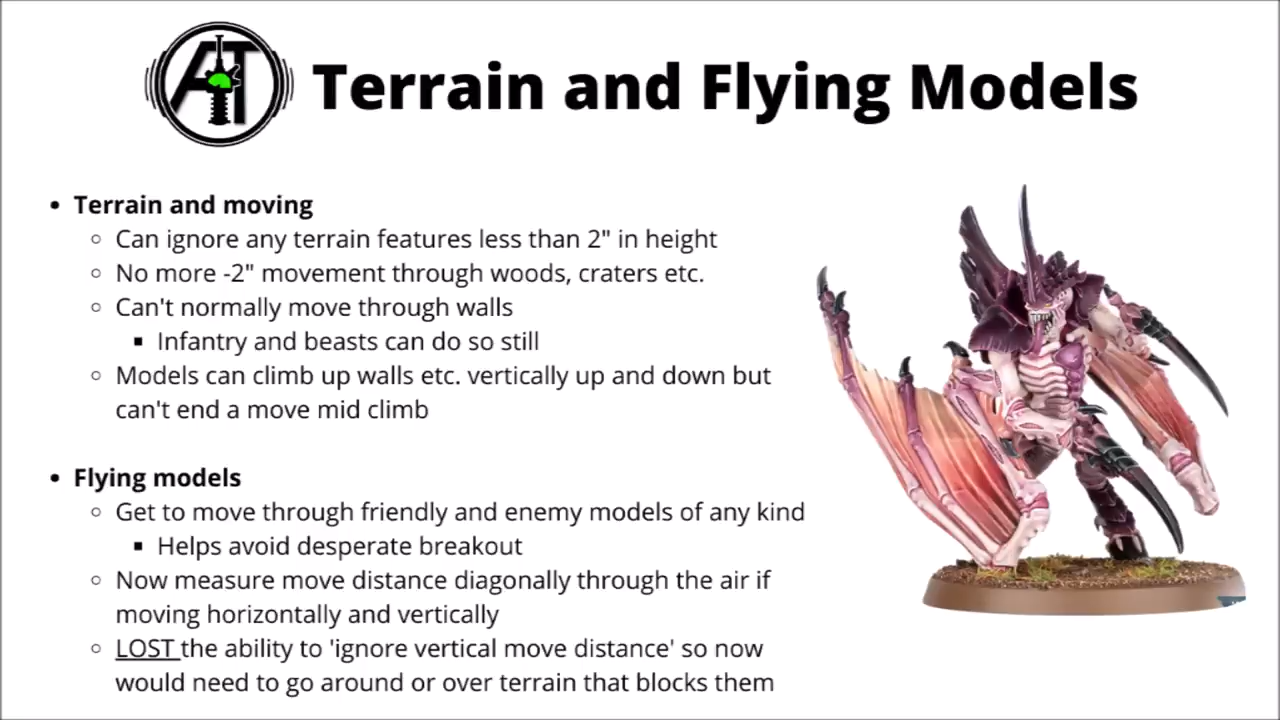 AT
Terrain and Flying Models
• Terrain and moving
○ Can ignore any terrain features less than 2" in height
○ No more -2" movement through woods, craters etc.
○ Can't normally move through walls
▪ Infantry and beasts can do so still
○ Models can climb up walls etc. vertically up and down but
can't end a move mid climb
• Flying models
○ Get to move through friendly and enemy models of any kind
▪ Helps avoid desperate breakout
○ Now measure move distance diagonally through the air if
moving horizontally and vertically
○ LOST the ability to 'ignore vertical move distance' so now
would need to go around or over terrain that blocks them